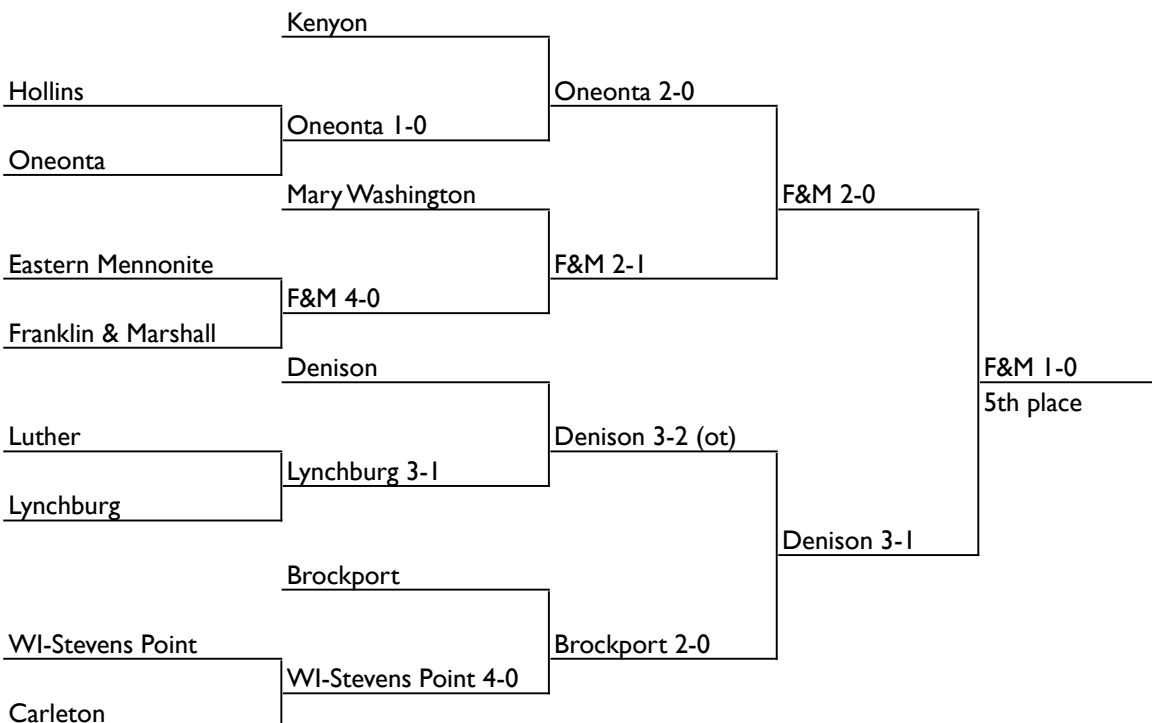 Kenyon
Hollins
Oneonta 2-0
Oneonta 1-0
Oneonta
Mary Washington
F&M 2-0
Eastern Mennonite
F&M 2-1
F&M 4-0
Franklin & Marshall
Denison
F&M 1-0
5th place
Luther
Denison 3-2 (ot)
Lynchburg 3-1
Lynchburg
Denison 3-1
Brockport
WI-Stevens Point
Brockport 2-0
WI-Stevens Point 4-0
Carleton